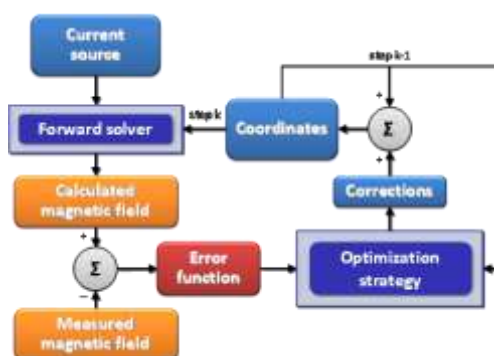 Current
source
step k-1
+
step k
Forward solver
Coordinates
Σ
+
Calculated
magnetic field
Corrections
+
Σ
Error
function
Optimization
strategy
−
Measured
magnetic field